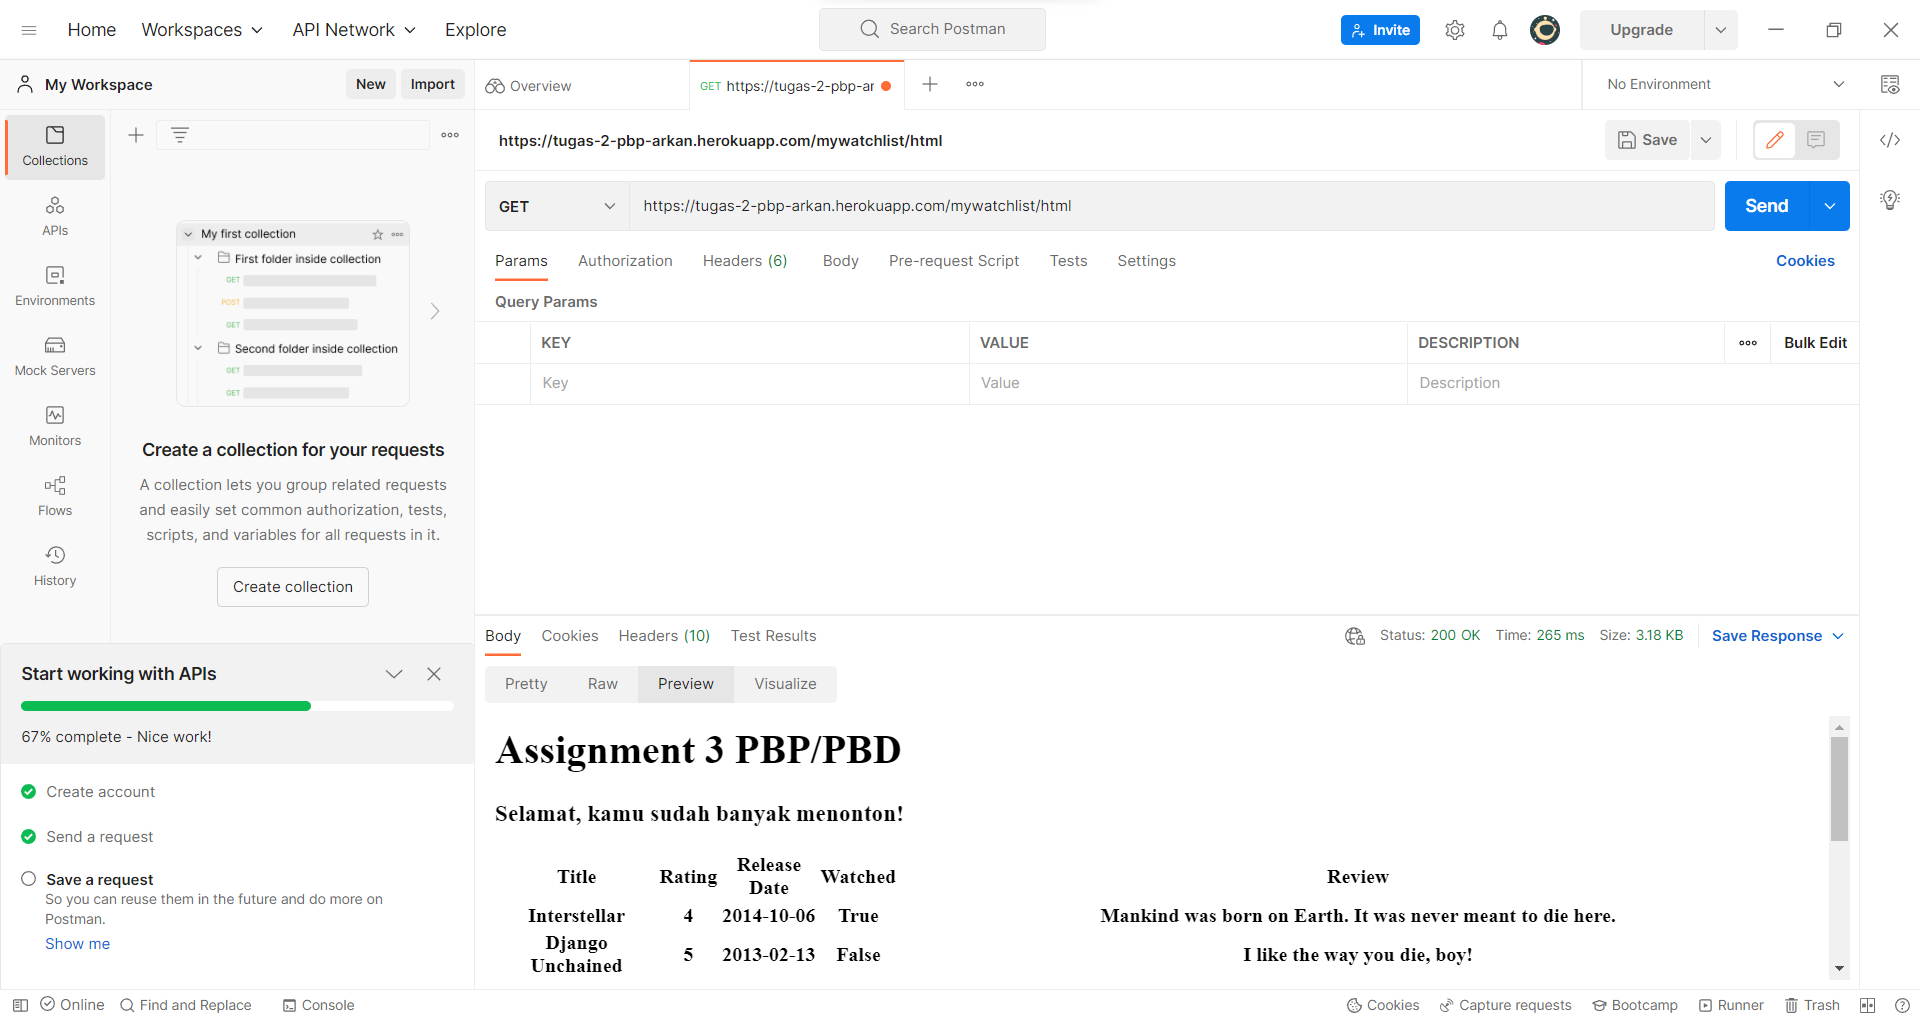 Home Workspaces API Network Explore Search Postman Invite Upgrade
My Workspace New Import
Overview GET https://tugas-2-pbp-ar No Environment
Collections
APIs
Environments
Mock Servers
Monitors
Flows
History
My first collection
First folder inside collection
GET
POST
GET
Second folder inside collection
GET
GET
Create a collection for your requests
A collection lets you group related requests
and easily set common authorization, tests,
scripts, and variables for all requests in it.
Create collection
Start working with APIs
67% complete - Nice work!
Create account
Send a request
Save a request
So you can reuse them in the future and do more on
Postman.
Show me
https://tugas-2-pbp-arkan.herokuapp.com/mywatchlist/html Save
GET https://tugas-2-pbp-arkan.herokuapp.com/mywatchlist/html Send
Params Authorization Headers (6) Body Pre-request Script Tests Settings Cookies
Query Params
KEY VALUE DESCRIPTION Bulk Edit
Key Value Description
Body Cookies Headers (10) Test Results Status: 200 OK Time: 265 ms Size: 3.18 KB Save Response
Pretty Raw Preview Visualize
Assignment 3 PBP/PBD
Selamat, kamu sudah banyak menonton!
Title Rating Release Date Watched Review
Interstellar 4 2014-10-06 True Mankind was born on Earth. It was never meant to die here.
Django Unchained 5 2013-02-13 False I like the way you die, boy!
Online Find and Replace Console Cookies Capture requests Bootcamp Runner Trash